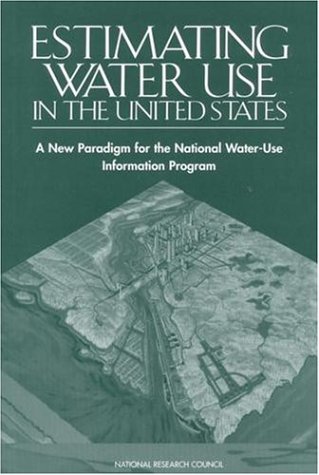 ESTIMATING
WATER USE
IN THE UNITED STATES
A New Paradigm for the National Water-Use
Information Program
NATIONAL RESEARCH COUNCIL